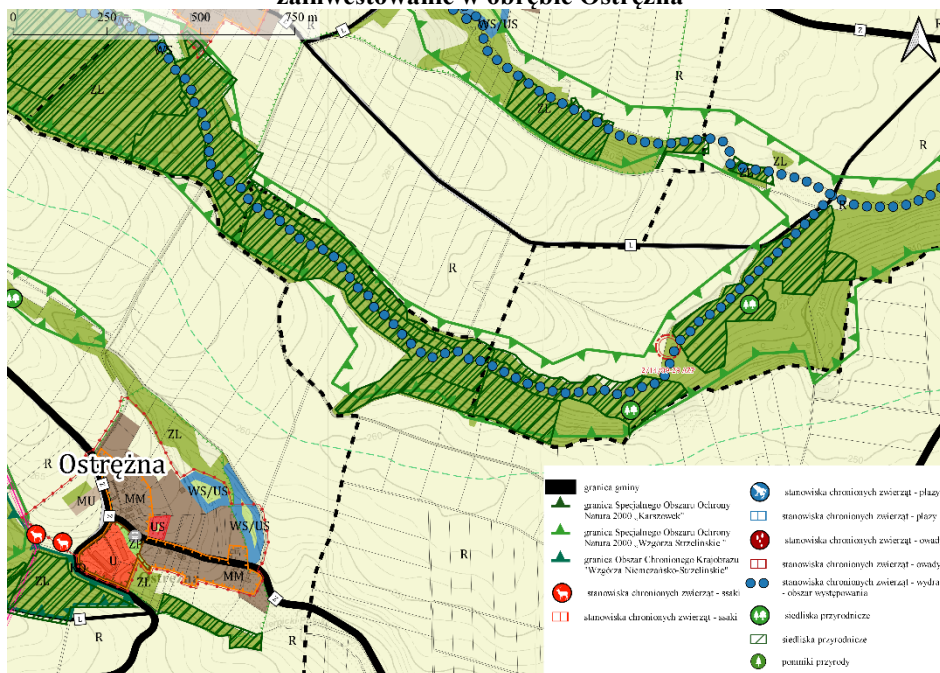 zainwestowanie w obrębie Ostrężna
0 250 500 750 m
R
L
WS/US
Z
R
ZL
R
ZL
R
ZL
R
L
R
ZL
Ostrężna
R
Z
MU
MM
WS/US
Z
US
WS/US
ZP
U
ZL
MM
ZL
L
R
R
R
granica gminy
granica Specjalnego Obszaru Ochrony
Natura 2000 „Karszówek"
granica Specjalnego Obszaru Ochrony
Natura 2000 „Wzgórza Strzelińskie"
granica Obszar Chronionego Krajobrazu
"Wzgórza Niemczańsko-Strzelińskie"
stanowiska chronionych zwierząt - ssaki
stanowiska chronionych zwierząt - ssaki
stanowiska chronionych zwierząt - płazy
stanowiska chronionych zwierząt - płazy
stanowiska chronionych zwierząt - owady
stanowiska chronionych zwierząt - owady
stanowiska chronionych zwierząt - wydra
- obszar występowania
siedliska przyrodnicze
siedliska przyrodnicze
pomniki przyrody